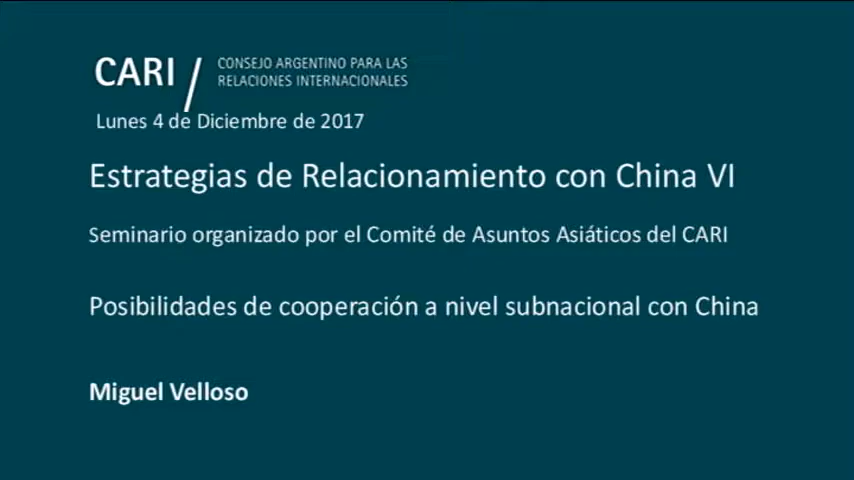 CARI/
CONSEJO ARGENTINO PARA LAS
RELACIONES INTERNACIONALES
Lunes 4 de Diciembre de 2017
Estrategias de Relacionamiento con China VI
Seminario organizado por el Comité de Asuntos Asiáticos del CARI
Posibilidades de cooperación a nivel subnacional con China
Miguel Velloso